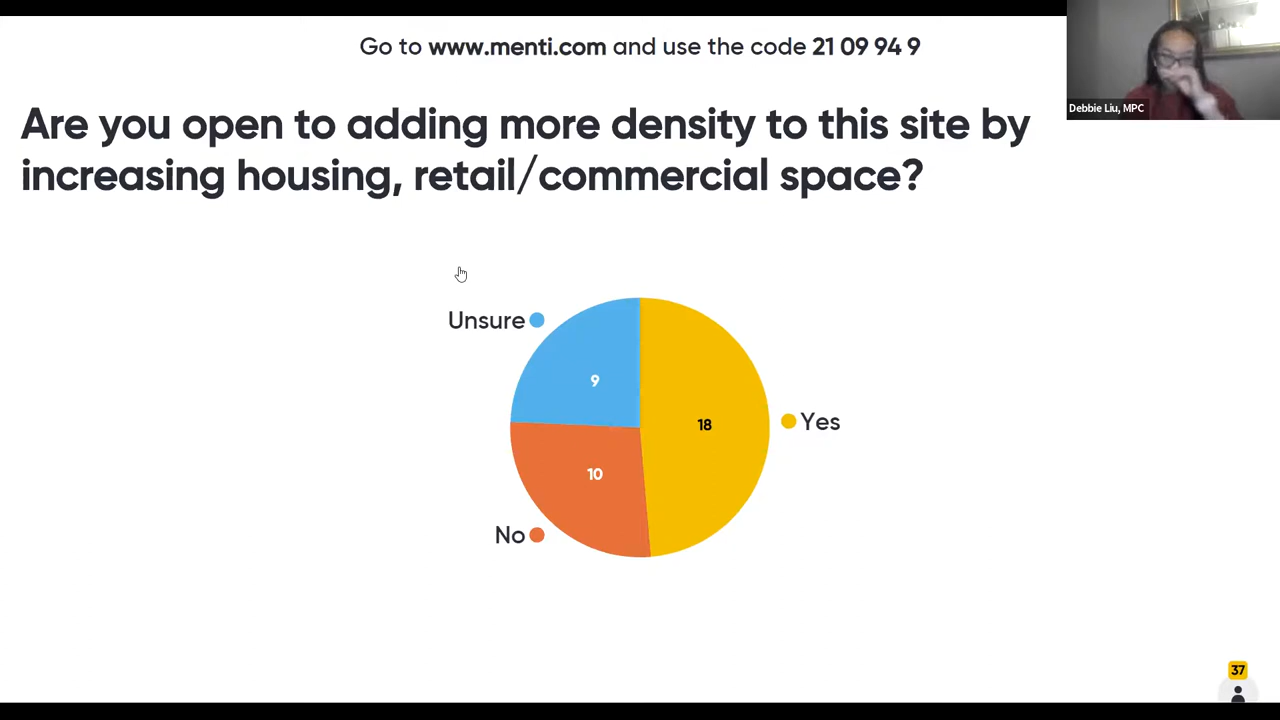 Go to www.menti.com and use the code 21 09 94 9
Debbie Liu, MPC
Are you open to adding more density to this site by
increasing housing, retail/commercial space?
Unsure
9
18
Yes
10
No
37